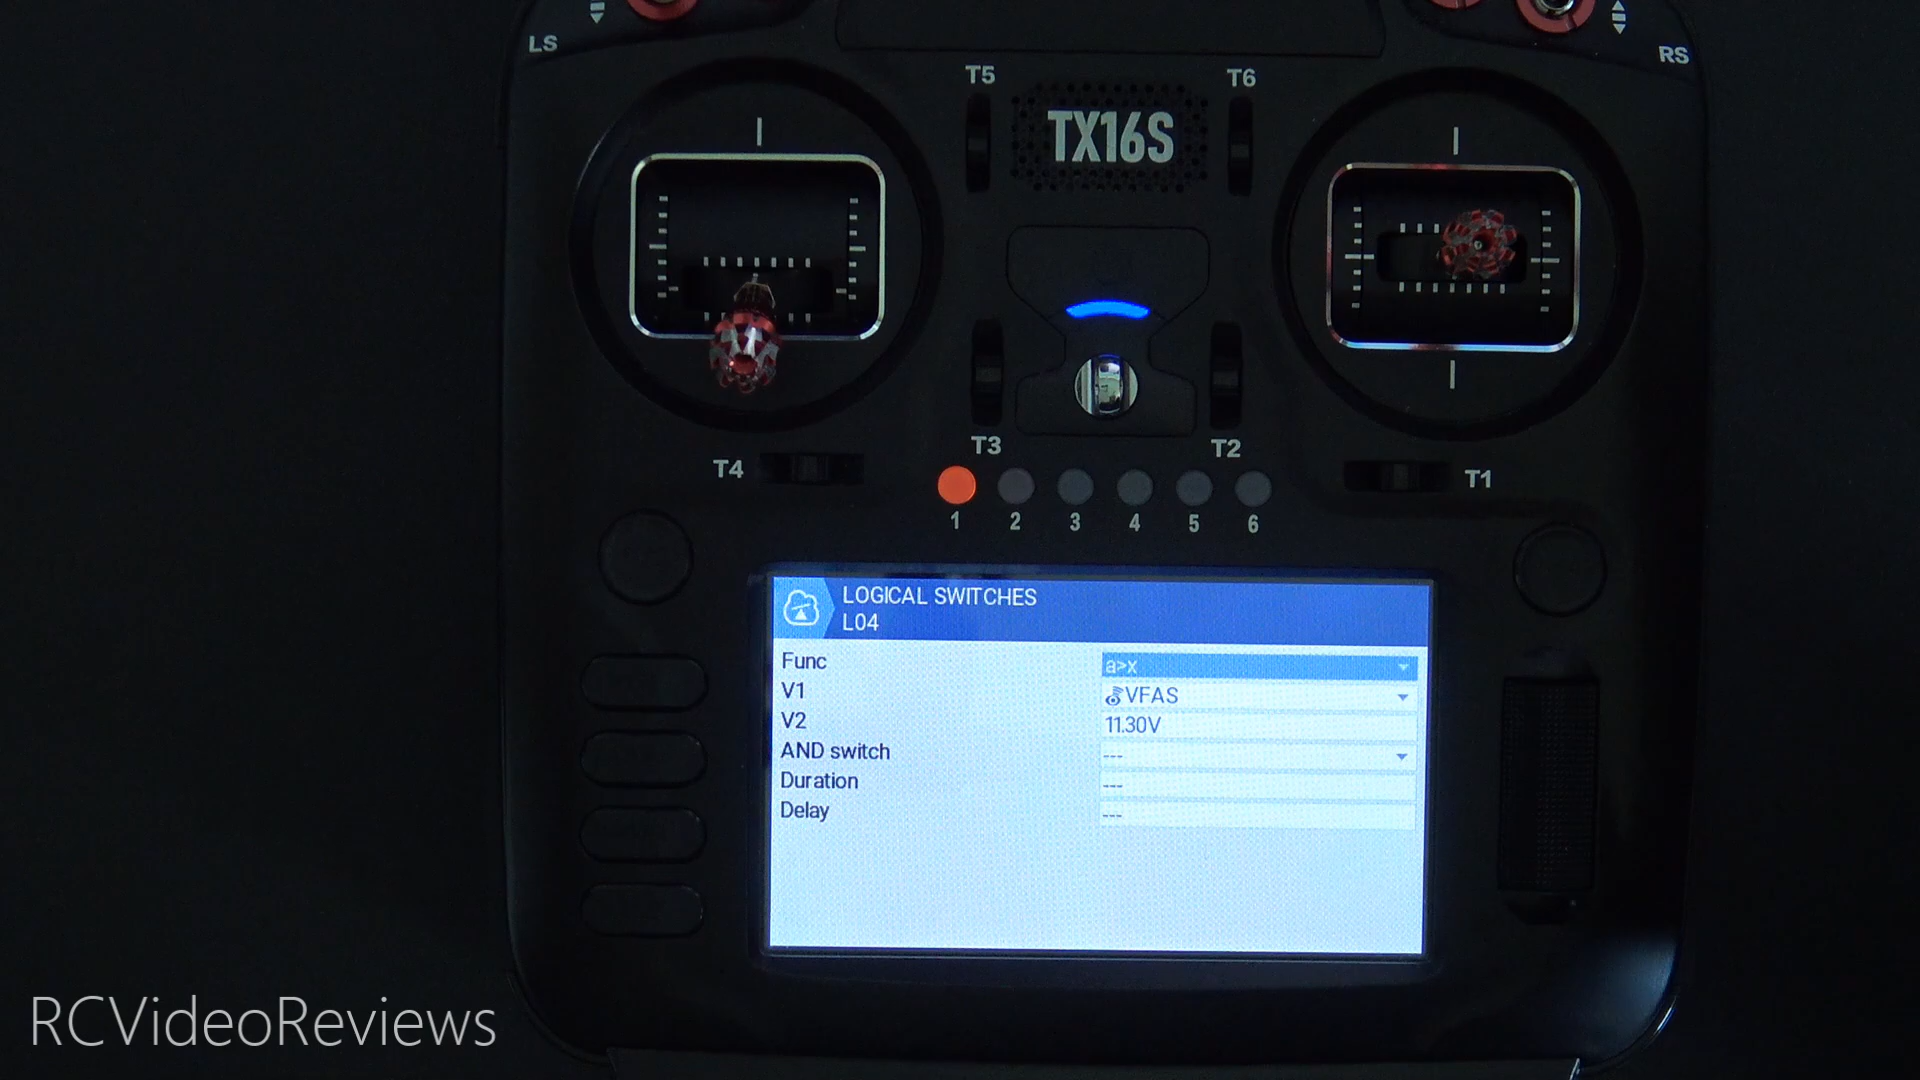 LS
RS
T5
T6
TX16S
T3
T2
T4
T1
1 2 3 4 5 6
LOGICAL SWITCHES
L04
Func a>x
V1 VFAS
V2 11.30V
AND switch ---
Duration ---
Delay ---
RCVideoReviews